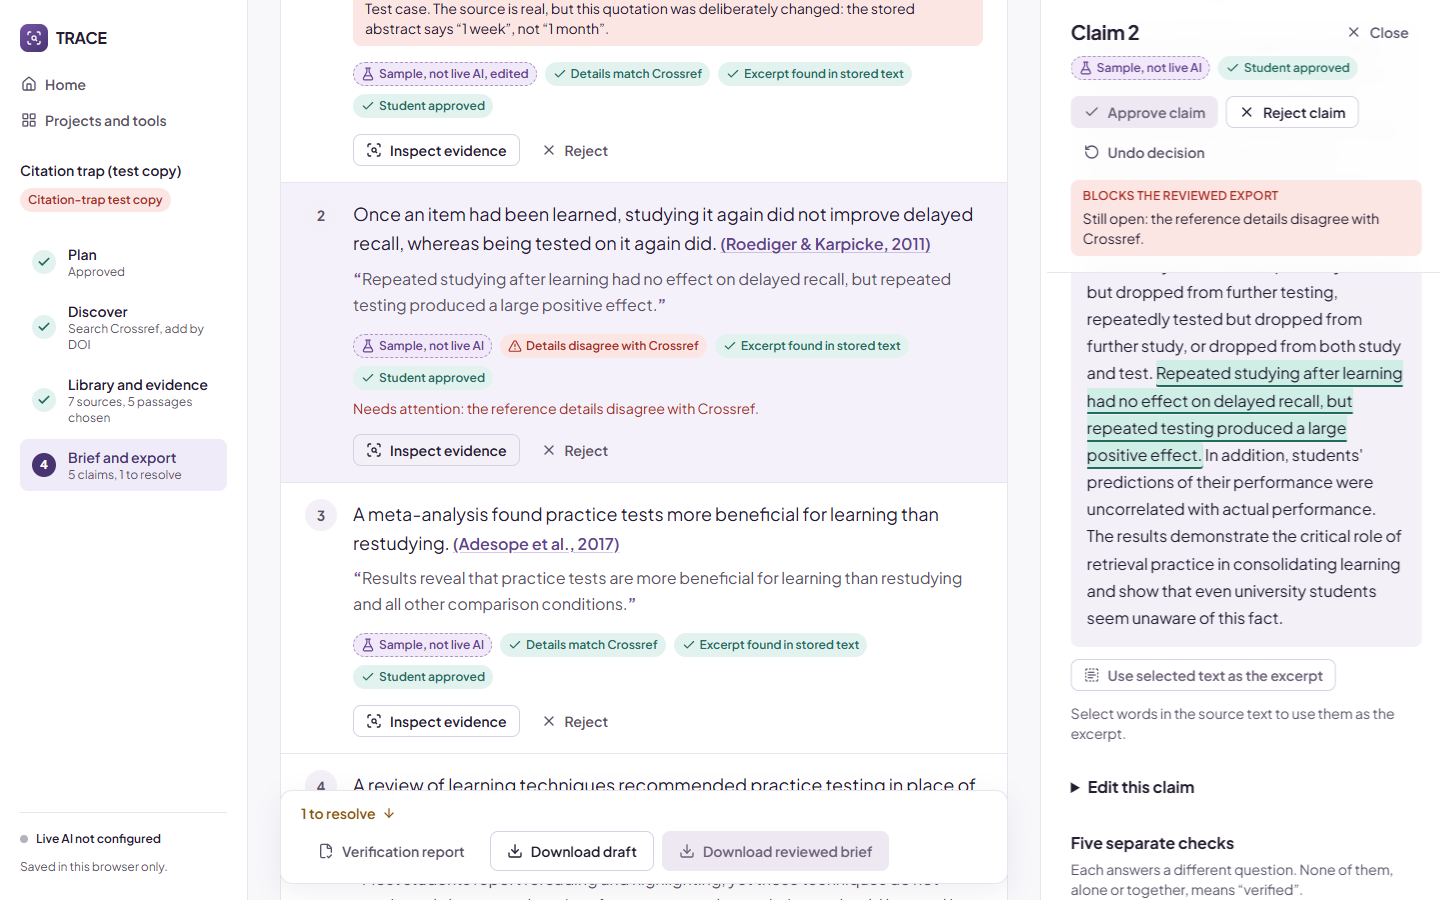 TRACE
Home
Projects and tools
Citation trap (test copy)
Citation-trap test copy
Plan
Approved
Discover
Search Crossref, add by
DOI
Library and evidence
7 sources, 5 passages
chosen
4
Brief and export
5 claims, 1 to resolve
Live AI not configured
Saved in this browser only.
Test case. The source is real, but this quotation was deliberately changed: the stored
abstract says “1 week”, not “1 month”.
Sample, not live AI, edited
Details match Crossref
Excerpt found in stored text
Student approved
Inspect evidence
Reject
2
Once an item had been learned, studying it again did not improve delayed
recall, whereas being tested on it again did. (Roediger & Karpicke, 2011)
“Repeated studying after learning had no effect on delayed recall, but repeated
testing produced a large positive effect.”
Sample, not live AI
Details disagree with Crossref
Excerpt found in stored text
Student approved
Needs attention: the reference details disagree with Crossref.
Inspect evidence
Reject
3
A meta-analysis found practice tests more beneficial for learning than
restudying. (Adesope et al., 2017)
“Results reveal that practice tests are more beneficial for learning than restudying
and all other comparison conditions.”
Sample, not live AI
Details match Crossref
Excerpt found in stored text
Student approved
Inspect evidence
Reject
4
A review of learning techniques recommended practice testing in place of
1 to resolve
Verification report
Download draft
Download reviewed brief
Claim 2
Close
Sample, not live AI
Student approved
Approve claim
Reject claim
Undo decision
BLOCKS THE REVIEWED EXPORT
Still open: the reference details disagree with
Crossref.
but dropped from further testing,
repeatedly tested but dropped from
further study, or dropped from both study
and test. Repeated studying after learning
had no effect on delayed recall, but
repeated testing produced a large
positive effect. In addition, students'
predictions of their performance were
uncorrelated with actual performance.
The results demonstrate the critical role of
retrieval practice in consolidating learning
and show that even university students
seem unaware of this fact.
Use selected text as the excerpt
Select words in the source text to use them as the
excerpt.
Edit this claim
Five separate checks
Each answers a different question. None of them,
alone or together, means “verified”.